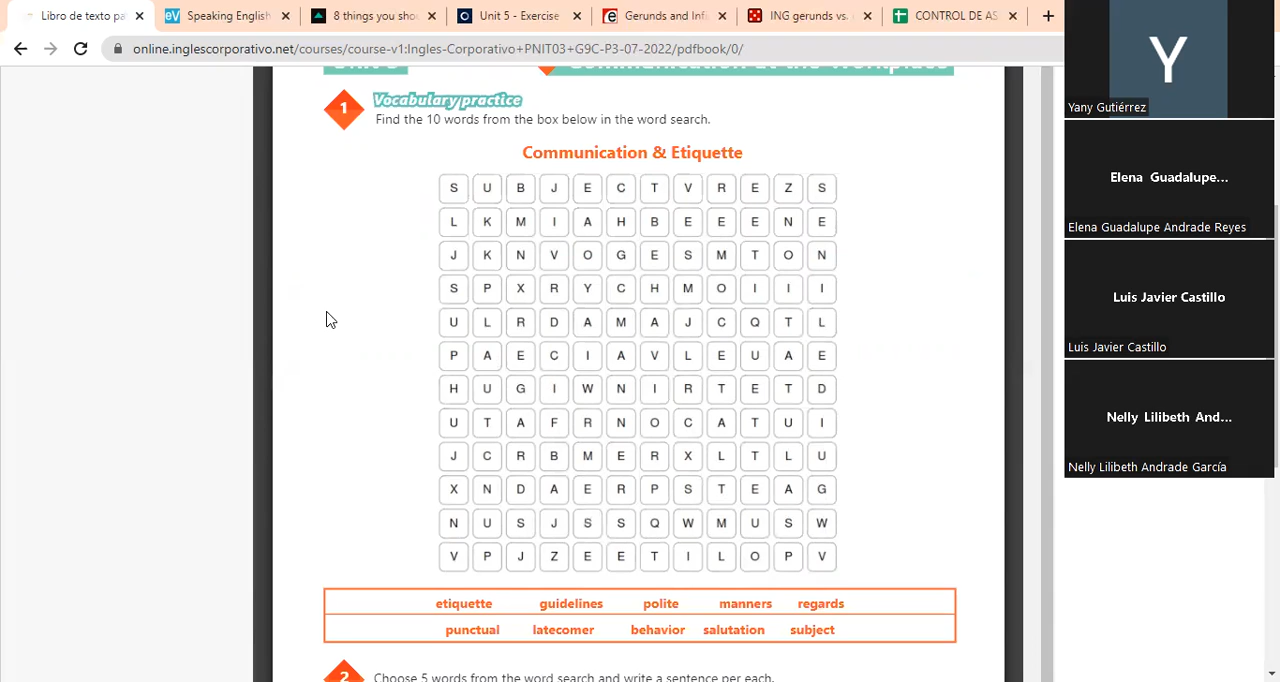 Libro de texto pa
Speaking English
8 things you sho
Unit 5 - Exercise
Gerunds and Inf
ING gerunds vs.
CONTROL DE AS
online.inglescorporativo.net/courses/course-v1:Ingles-Corporativo+PNIT03+G9C-P3-07-2022/pdfbook/0/
1
Vocabulary practice
Find the 10 words from the box below in the word search.
Communication & Etiquette
S U B J E C T V R E Z S
L K M I A H B E E E N E
J K N V O G E S M T O N
S P X R Y C H M O I I I
U L R D A M A J C Q T L
P A E C I A V L E U A E
H U G I W N I R T E T D
U T A F R N O C A T U I
J C R B M E R X L T L U
X N D A E R P S T E A G
N U S J S S Q W M U S W
V P J Z E E T I L O P V
etiquette guidelines polite manners regards
punctual latecomer behavior salutation subject
2
Choose 5 words from the word search and write a sentence per each.
Y
Yany Gutiérrez
Elena Guadalupe...
Elena Guadalupe Andrade Reyes
Luis Javier Castillo
Luis Javier Castillo
Nelly Lilibeth And...
Nelly Lilibeth Andrade García